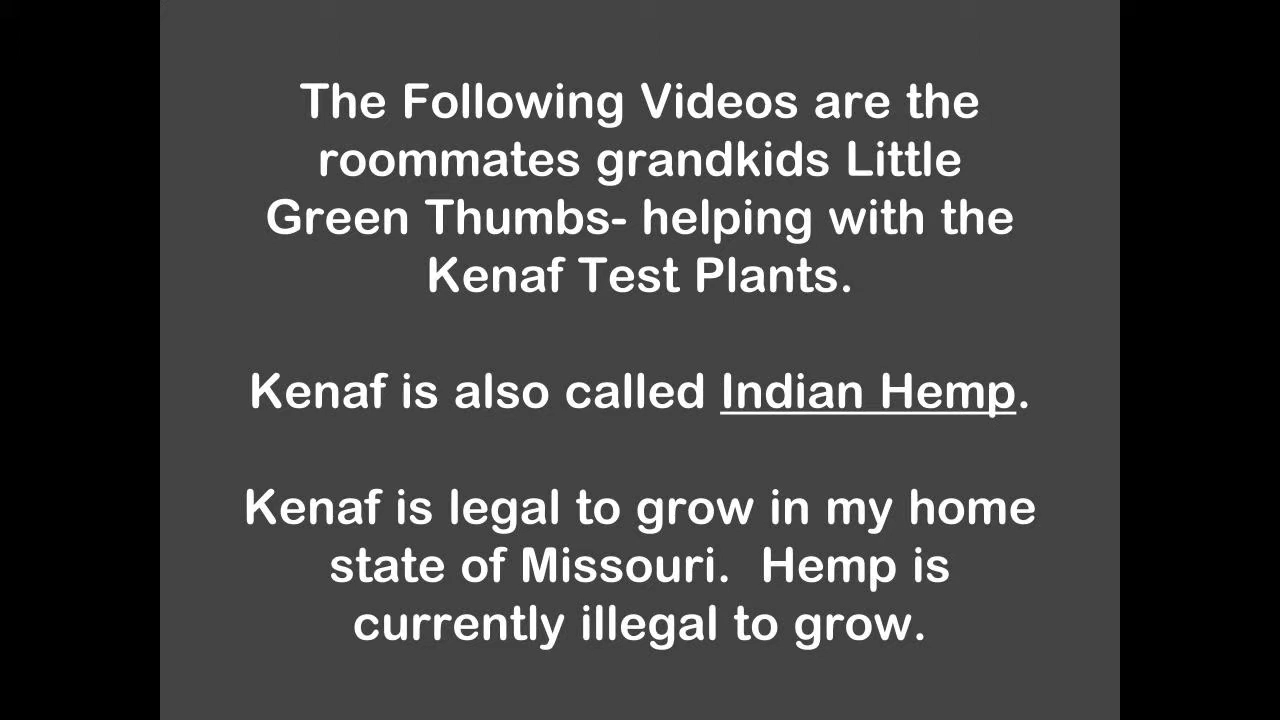 The Following Videos are the
roommates grandkids Little
Green Thumbs- helping with the
Kenaf Test Plants.
Kenaf is also called Indian Hemp.
Kenaf is legal to grow in my home
state of Missouri.  Hemp is
currently illegal to grow.